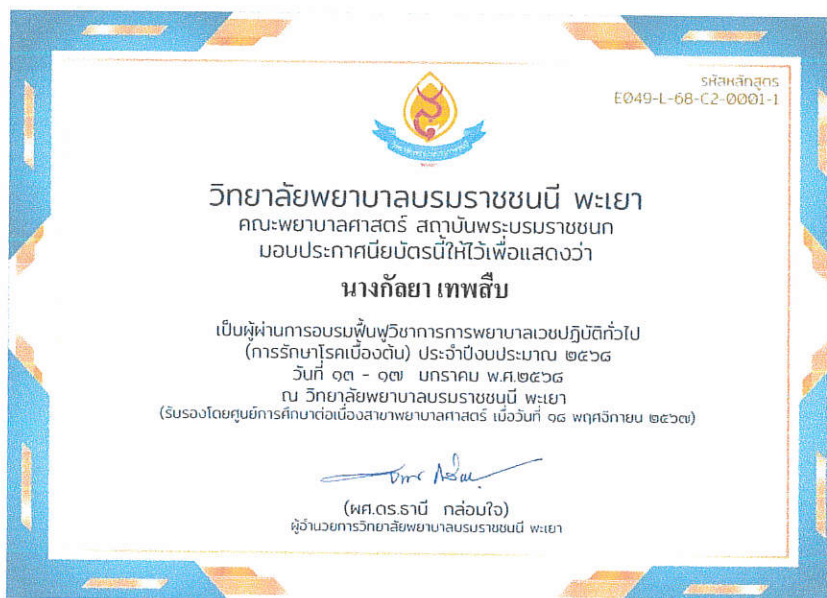 รหัสหลักสูตร
E049-L-68-C2-0001-1
วิทยาลัยพยาบาลบรมราชชนนี พะเยา
คณะพยาบาลศาสตร์ สถาบันพระบรมราชชนก
มอบประกาศนียบัตรนี้ให้ไว้เพื่อแสดงว่า
นางกัลยา เทพสืบ
เป็นผู้ผ่านการอบรมฟื้นฟูวิชาการการพยาบาลเวชปฏิบัติทั่วไป
(การรักษาโรคเบื้องต้น) ประจำปีงบประมาณ ๒๕๖๘
วันที่ ๑๓ - ๑๗ มกราคม พ.ศ.๒๕๖๘
ณ วิทยาลัยพยาบาลบรมราชชนนี พะเยา
(รับรองโดยศูนย์การศึกษาต่อเนื่องสาขาพยาบาลศาสตร์ เมื่อวันที่ ๑๘ พฤศจิกายน ๒๕๖๗)
(ผศ.ดร.ธานี กล่อมใจ)
ผู้อำนวยการวิทยาลัยพยาบาลบรมราชชนนี พะเยา